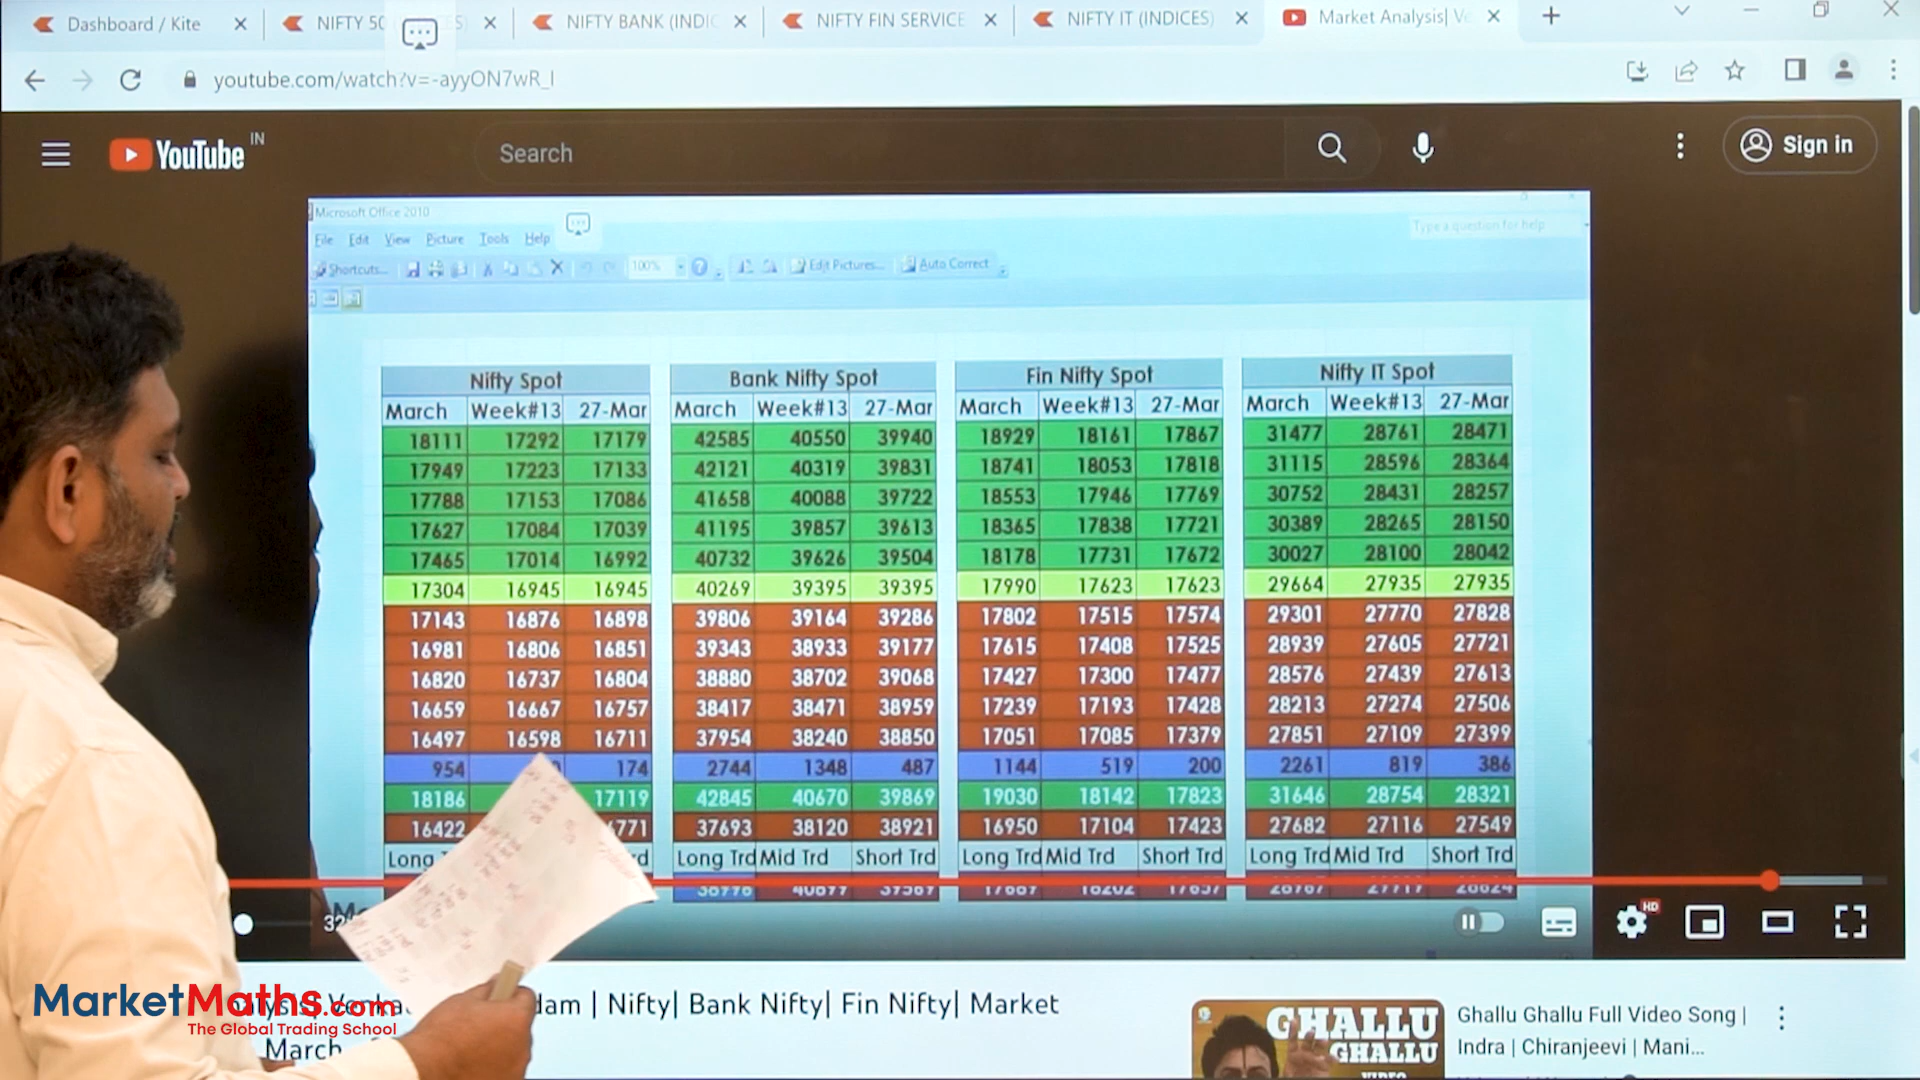 Dashboard / Kite
NIFTY 50
NIFTY BANK (INDIC
NIFTY FIN SERVICE
NIFTY IT (INDICES)
Market Analysis| Ve
youtube.com/watch?v=-ayyON7wR_I
YouTube IN
Search
Sign in
Microsoft Office 2010
File Edit View Picture Tools Help
Type a question for help
Shortcuts... 100% Edit Pictures... Auto Correct
Nifty Spot Bank Nifty Spot Fin Nifty Spot Nifty IT Spot
March Week#13 27-Mar March Week#13 27-Mar March Week#13 27-Mar March Week#13 27-Mar
18111 17292 17179 42585 40550 39940 18929 18161 17867 31477 28761 28471
17949 17223 17133 42121 40319 39831 18741 18053 17818 31115 28596 28364
17788 17153 17086 41658 40088 39722 18553 17946 17769 30752 28431 28257
17627 17084 17039 41195 39857 39613 18365 17838 17721 30389 28265 28150
17465 17014 16992 40732 39626 39504 18178 17731 17672 30027 28100 28042
17304 16945 16945 40269 39395 39395 17990 17623 17623 29664 27935 27935
17143 16876 16898 39806 39164 39286 17802 17515 17574 29301 27770 27828
16981 16806 16851 39343 38933 39177 17615 17408 17525 28939 27605 27721
16820 16737 16804 38880 38702 39068 17427 17300 17477 28576 27439 27613
16659 16667 16757 38417 38471 38959 17239 17193 17428 28213 27274 27506
16497 16598 16711 37954 38240 38850 17051 17085 17379 27851 27109 27399
954 174 2744 1348 487 1144 519 200 2261 819 386
18186 17119 42845 40670 39869 19030 18142 17823 31646 28754 28321
16422 771 37693 38120 38921 16950 17104 17423 27682 27116 27549
Long rd Long Trd Mid Trd Short Trd Long Trd Mid Trd Short Trd Long Trd Mid Trd Short Trd
HD
MarketMaths.com
The Global Trading School
dam | Nifty| Bank Nifty| Fin Nifty| Market
March
GHALLU
GHALLU
VIDEO
Ghallu Ghallu Full Video Song |
Indra | Chiranjeevi | Mani...